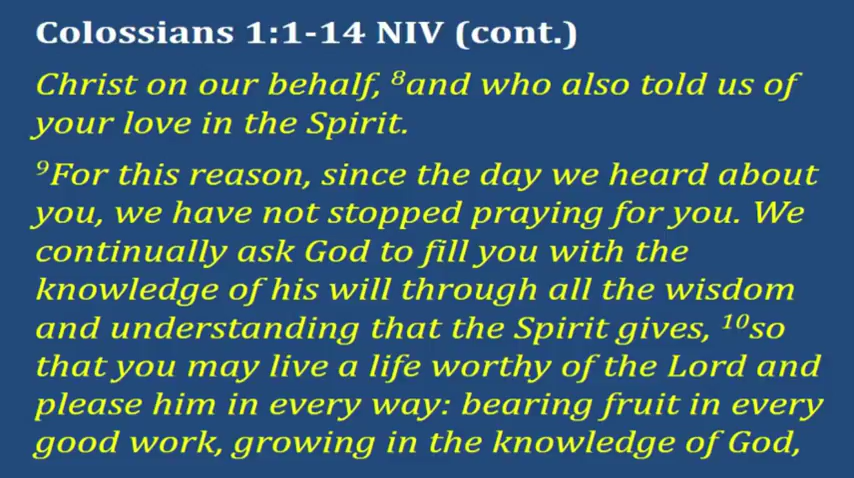 Colossians 1:1-14 NIV (cont.)
Christ on our behalf, ⁸and who also told us of
your love in the Spirit.
⁹For this reason, since the day we heard about
you, we have not stopped praying for you. We
continually ask God to fill you with the
knowledge of his will through all the wisdom
and understanding that the Spirit gives, ¹⁰so
that you may live a life worthy of the Lord and
please him in every way: bearing fruit in every
good work, growing in the knowledge of God,